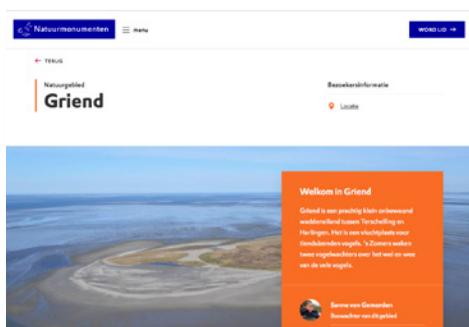 Natuurmonumenten
menu
WORD LID
TERUG
Natuurgebied
Griend
Bezoekersinformatie
Locatie
Welkom in Griend
Griend is een prachtig klein onbewoond
waddeneiland tussen Terschelling en
Harlingen. Het is een vluchtplaats voor
tienduizenden vogels. 's Zomers waken
twee vogelwachters over het wel en wee
van de vele vogels.
Sanne van Gemerden
Boswachter van dit gebied